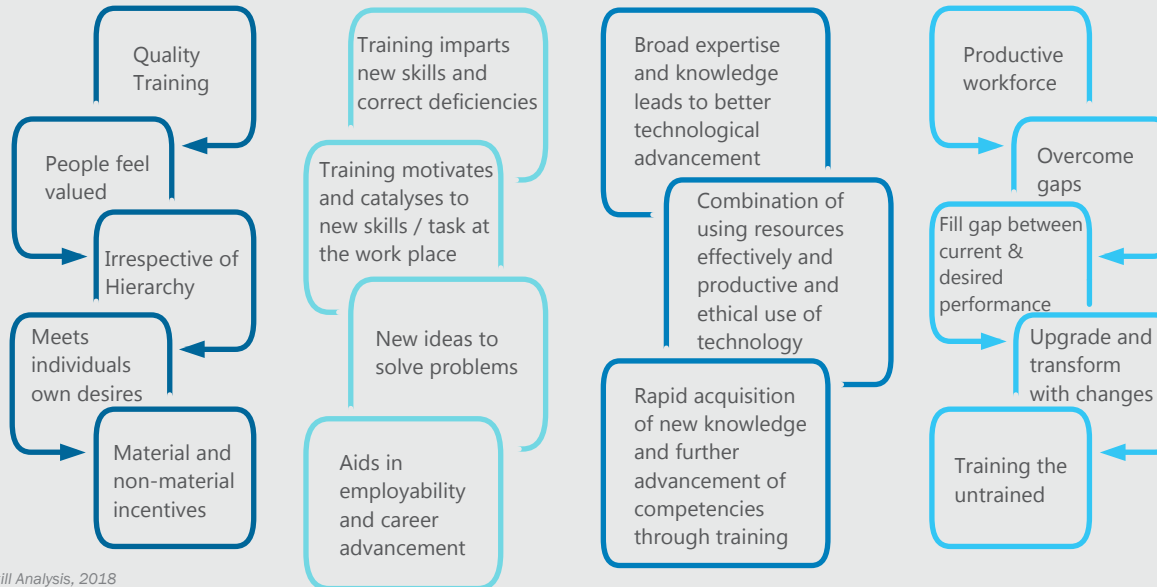 Quality
Training
People feel
valued
Irrespective of
Hierarchy
Meets
individuals
own desires
Material and
non-material
incentives
Training imparts
new skills and
correct deficiencies
Training motivates
and catalyses to
new skills / task at
the work place
New ideas to
solve problems
Aids in
employability
and career
advancement
Broad expertise
and knowledge
leads to better
technological
advancement
Combination of
using resources
effectively and
productive and
ethical use of
technology
Rapid acquisition
of new knowledge
and further
advancement of
competencies
through training
Productive
workforce
Overcome
gaps
Fill gap between
current &
desired
performance
Upgrade and
transform
with changes
Training the
untrained
ill Analysis, 2018